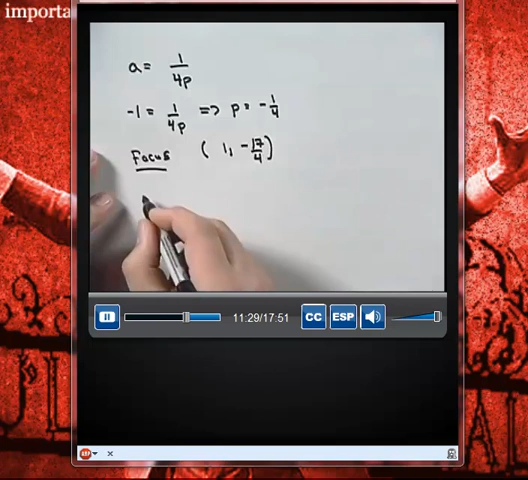 importa
a = 1/4p
-1 = 1/4p => p = -1/4
Focus (1, -17/4)
11:29/17:51 CC ESP